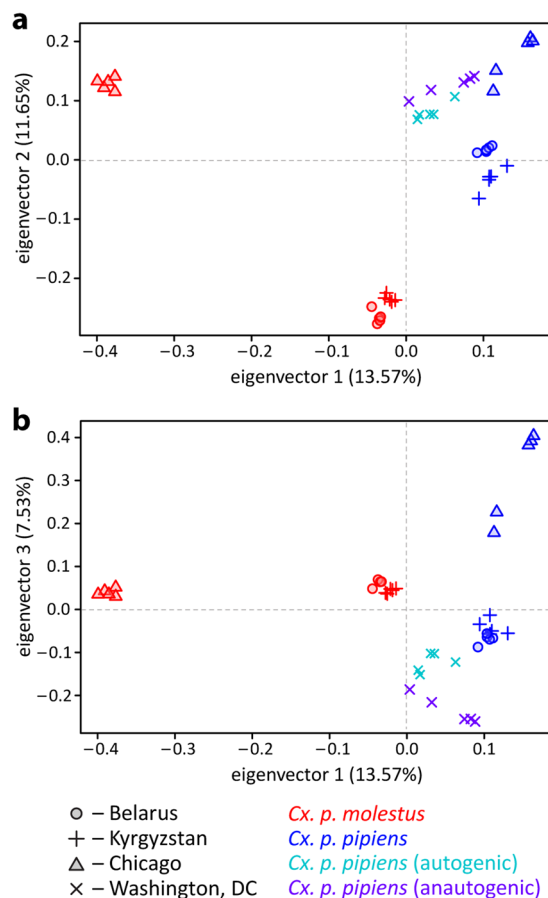 a
0.2
0.1
0.0
−0.1
−0.2
eigenvector 2 (11.65%)
−0.4 −0.3 −0.2 −0.1 0.0 0.1
eigenvector 1 (13.57%)
b
0.4
0.3
0.2
0.1
0.0
−0.1
−0.2
eigenvector 3 (7.53%)
−0.4 −0.3 −0.2 −0.1 0.0 0.1
eigenvector 1 (13.57%)
– Belarus Cx. p. molestus
– Kyrgyzstan Cx. p. pipiens
– Chicago Cx. p. pipiens (autogenic)
– Washington, DC Cx. p. pipiens (anautogenic)